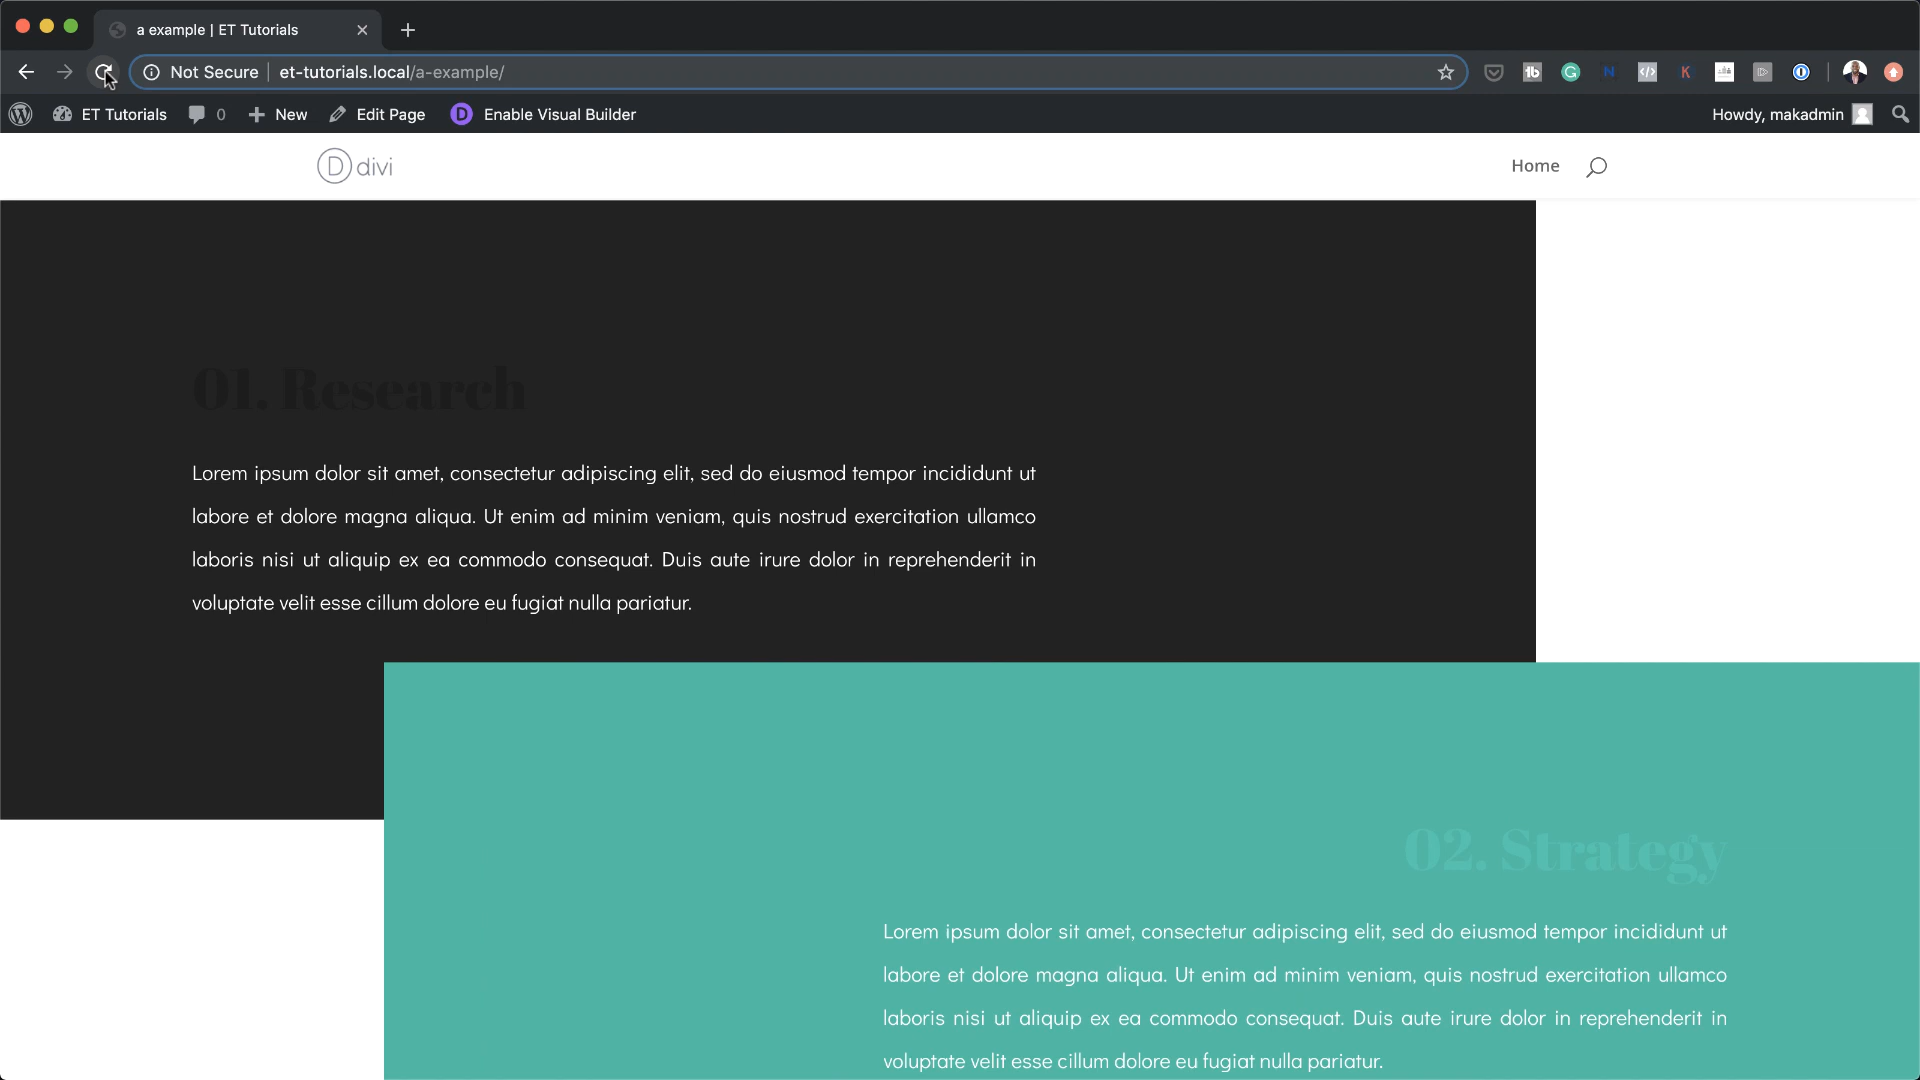 a example | ET Tutorials
Not Secure | et-tutorials.local/a-example/
ET Tutorials 0 New Edit Page D Enable Visual Builder Howdy, makadmin
D divi Home
01. Research
Lorem ipsum dolor sit amet, consectetur adipiscing elit, sed do eiusmod tempor incididunt ut
labore et dolore magna aliqua. Ut enim ad minim veniam, quis nostrud exercitation ullamco
laboris nisi ut aliquip ex ea commodo consequat. Duis aute irure dolor in reprehenderit in
voluptate velit esse cillum dolore eu fugiat nulla pariatur.
02. Strategy
Lorem ipsum dolor sit amet, consectetur adipiscing elit, sed do eiusmod tempor incididunt ut
labore et dolore magna aliqua. Ut enim ad minim veniam, quis nostrud exercitation ullamco
laboris nisi ut aliquip ex ea commodo consequat. Duis aute irure dolor in reprehenderit in
voluptate velit esse cillum dolore eu fugiat nulla pariatur.